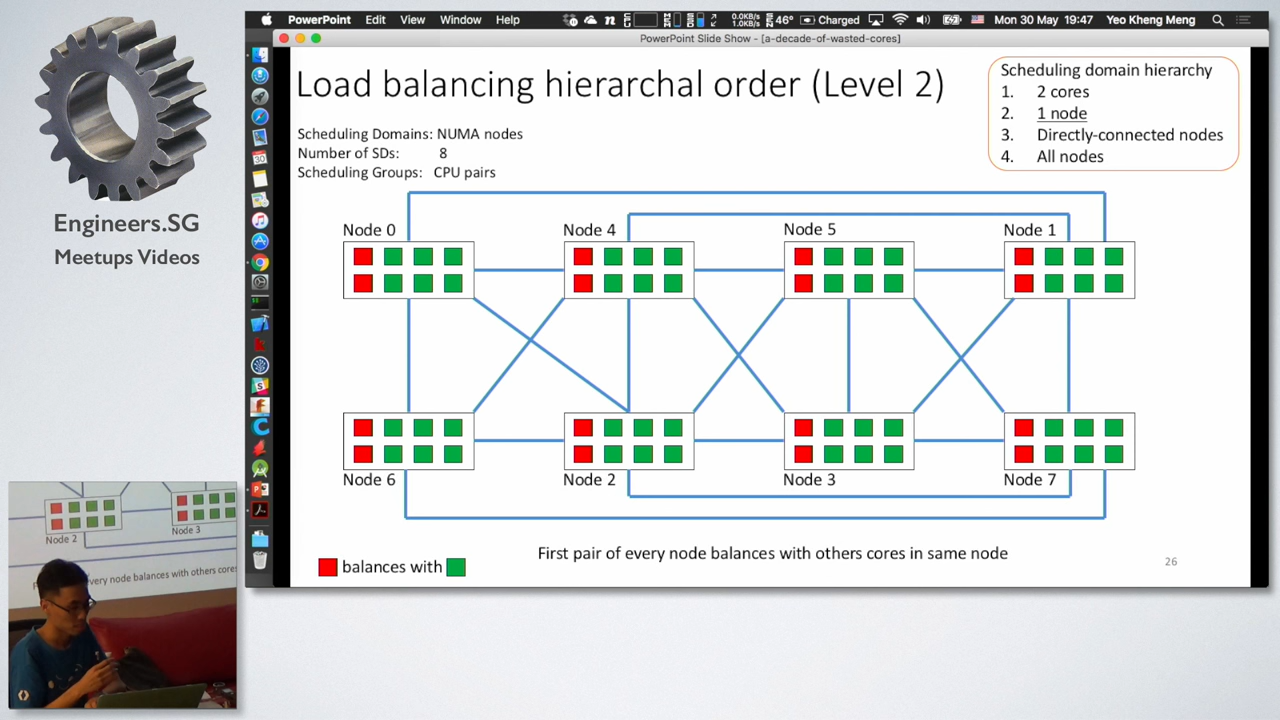 PowerPoint Edit View Window Help
0.0KB/s
1.0KB/s
46° Charged Mon 30 May 19:47 Yeo Kheng Meng
PowerPoint Slide Show - [a-decade-of-wasted-cores]
Engineers.SG
Meetups Videos
Load balancing hierarchal order (Level 2)
Scheduling domain hierarchy
1. 2 cores
2. 1 node
3. Directly-connected nodes
4. All nodes
Scheduling Domains: NUMA nodes
Number of SDs: 8
Scheduling Groups: CPU pairs
Node 0 Node 4 Node 5 Node 1
Node 6 Node 2 Node 3 Node 7
First pair of every node balances with others cores in same node
balances with
26
Node 2
Node 3
every node balances with others cores